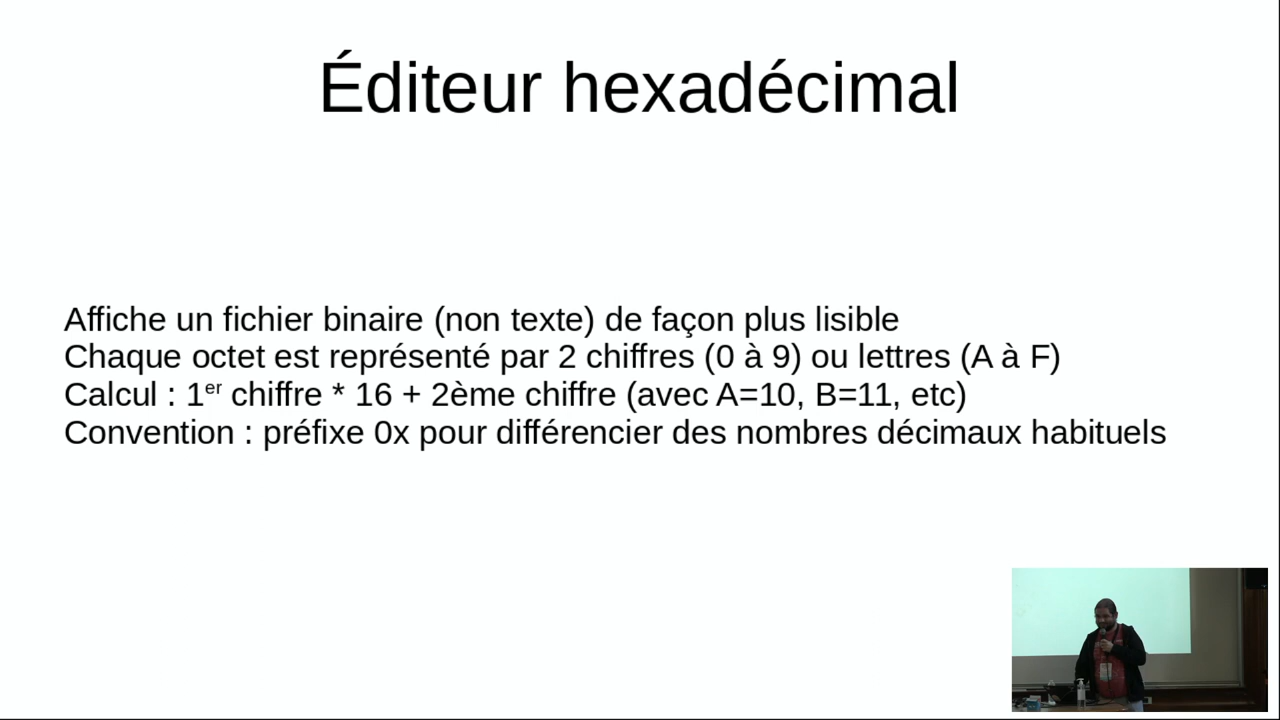 Éditeur hexadécimal
Affiche un fichier binaire (non texte) de façon plus lisible
Chaque octet est représenté par 2 chiffres (0 à 9) ou lettres (A à F)
Calcul : 1er chiffre * 16 + 2ème chiffre (avec A=10, B=11, etc)
Convention : préfixe 0x pour différencier des nombres décimaux habituels